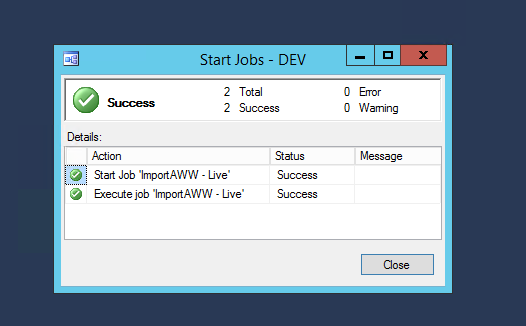 Start Jobs - DEV
Success
2 Total 0 Error
2 Success 0 Warning
Details:
Action Status Message
Start Job 'ImportAWW - Live' Success
Execute job 'ImportAWW - Live' Success
Close